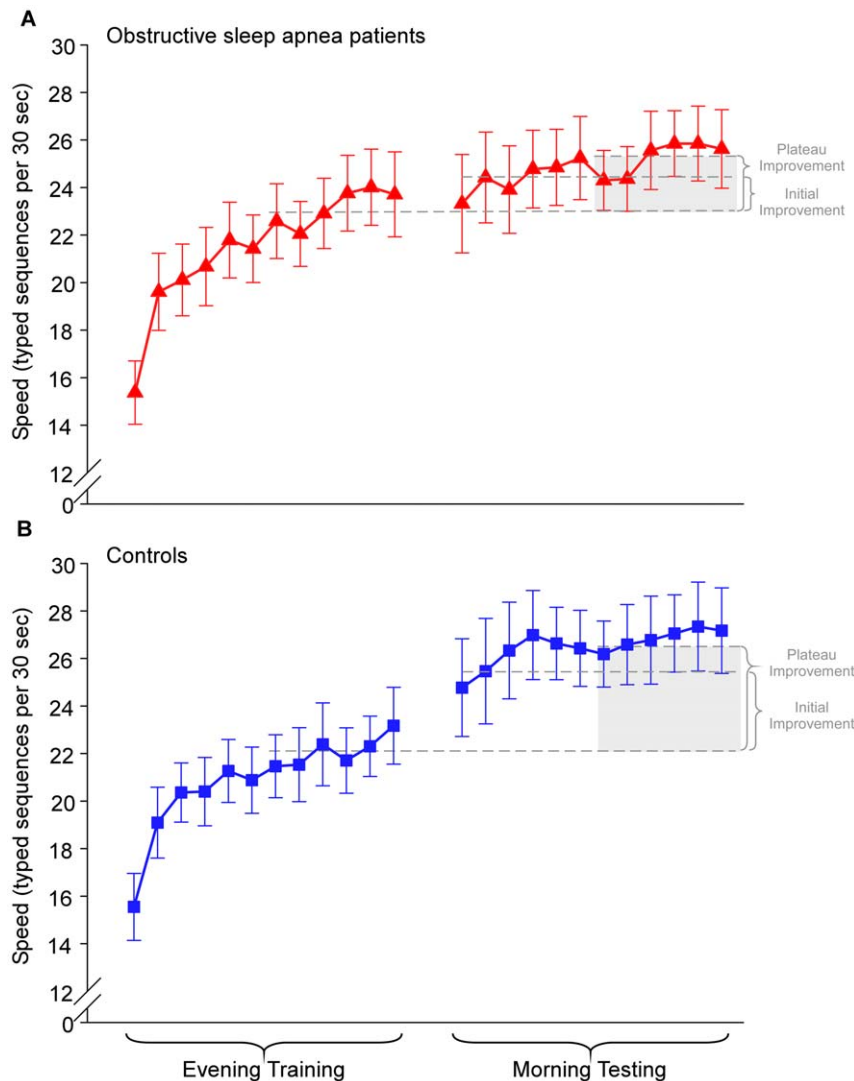 A
Obstructive sleep apnea patients
30
28
26
24
22
20
18
16
14
12
0
Speed (typed sequences per 30 sec)
Plateau
Improvement
Initial
Improvement
B
Controls
30
28
26
24
22
20
18
16
14
12
0
Speed (typed sequences per 30 sec)
Plateau
Improvement
Initial
Improvement
Evening Training
Morning Testing